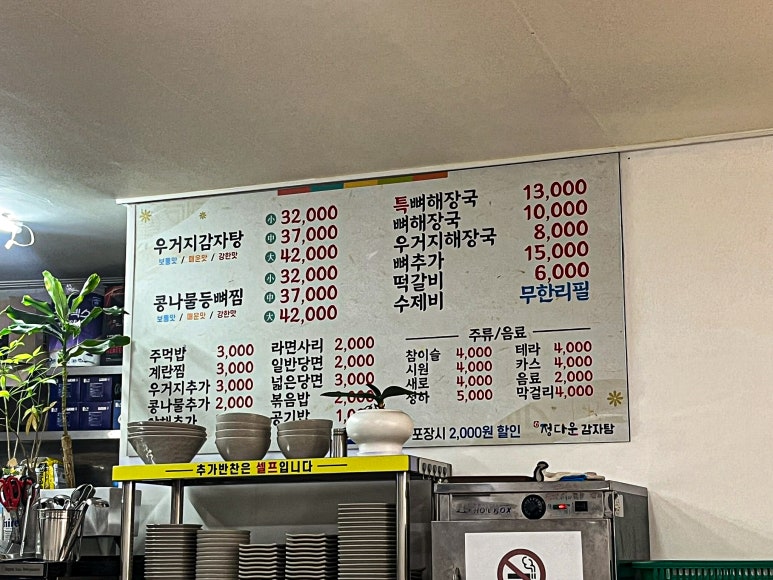 우거지감자탕
보통맛 / 매운맛 / 강한맛
小 32,000
中 37,000
大 42,000
콩나물등뼈찜
보통맛 / 매운맛 / 강한맛
小 32,000
中 37,000
大 42,000
특뼈해장국 13,000
뼈해장국 10,000
우거지해장국 8,000
뼈추가 15,000
떡갈비 6,000
수제비 무한리필
주먹밥 3,000
계란찜 3,000
우거지추가 3,000
콩나물추가 2,000
라면사리 2,000
일반당면 2,000
넓은당면 3,000
볶음밥 2,000
공기밥
주류/음료
참이슬 4,000
시원 4,000
새로 4,000
청하 5,000
테라 4,000
카스 4,000
음료 2,000
막걸리 4,000
포장시 2,000원 할인
정다운 감자탕
추가반찬은 셀프입니다